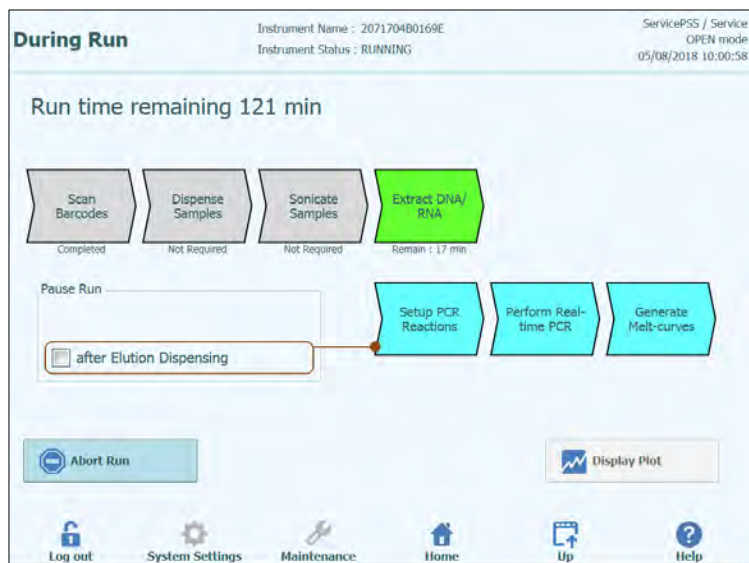 During Run
Instrument Name : 2071704B0169E
Instrument Status : RUNNING
ServicePSS / Service
OPEN mode
05/08/2018 10:00:58
Run time remaining 121 min
Scan
Barcodes
Completed
Dispense
Samples
Not Required
Sonicate
Samples
Not Required
Extract DNA/
RNA
Remain : 17 min
Pause Run
after Elution Dispensing
Setup PCR
Reactions
Perform Real-
time PCR
Generate
Melt-curves
Abort Run
Display Plot
Log out
System Settings
Maintenance
Home
Up
Help